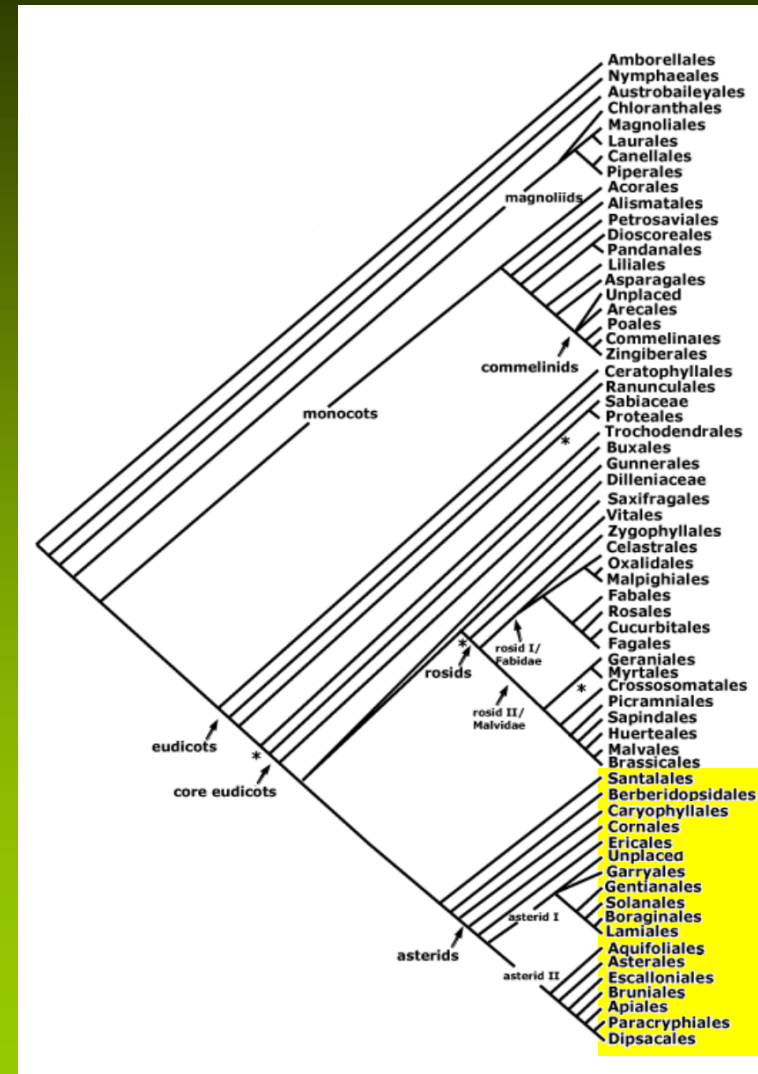 Amborellales
Nymphaeales
Austrobaileyales
Chloranthales
Magnoliales
Laurales
Canellales
Piperales
magnoliids
Acorales
Alismatales
Petrosaviales
Dioscoreales
Pandanales
Liliales
Asparagales
Unplaced
Arecales
Poales
Commelinales
Zingiberales
commelinids
Ceratophyllales
Ranunculales
Sabiaceae
Proteales
monocots
Trochodendrales
*
Buxales
Gunnerales
Dilleniaceae
Saxifragales
Vitales
Zygophyllales
Celastrales
Oxalidales
Malpighiales
Fabales
Rosales
Cucurbitales
Fagales
*
rosid I/
Fabidae
rosids
Geraniales
Myrtales
* Crossosomatales
Picramniales
rosid II/
Malvidae
Sapindales
Huerteales
Malvales
Brassicales
eudicots
*
core eudicots
Santalales
Berberidopsidales
Caryophyllales
Cornales
Ericales
Unplaced
Garryales
Gentianales
Solanales
Boraginales
Lamiales
asterid I
asterids
Aquifoliales
Asterales
asterid II
Escalloniales
Bruniales
Apiales
Paracryphiales
Dipsacales